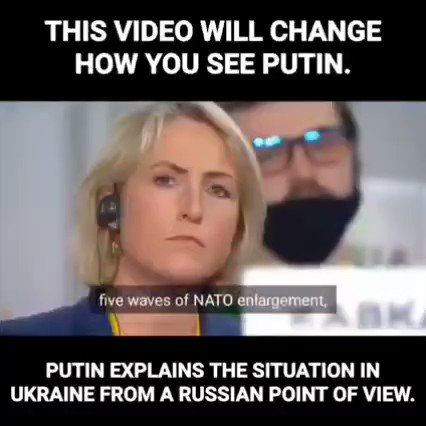 THIS VIDEO WILL CHANGE
HOW YOU SEE PUTIN.
five waves of NATO enlargement,
PUTIN EXPLAINS THE SITUATION IN
UKRAINE FROM A RUSSIAN POINT OF VIEW.